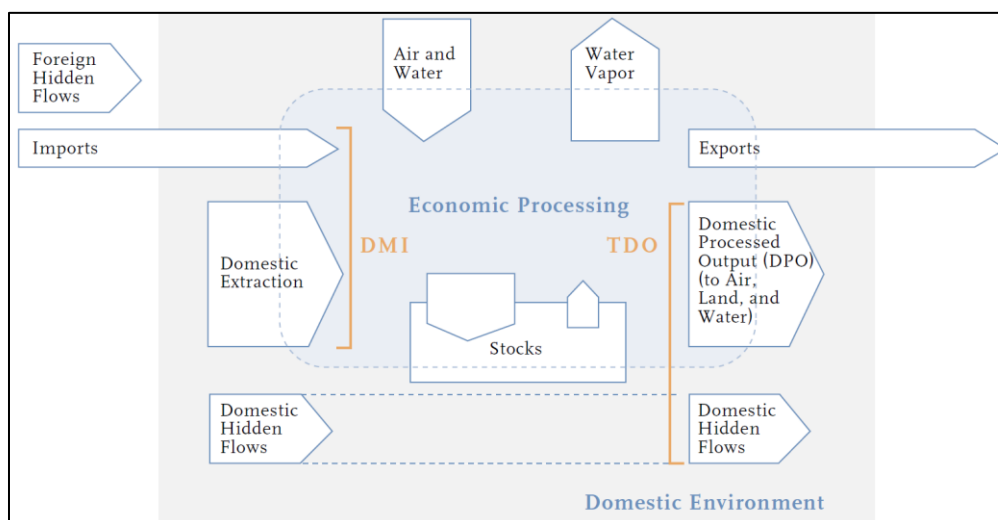 Foreign
Hidden
Flows
Air and
Water
Water
Vapor
Imports
Exports
Economic Processing
DMI
TDO
Domestic
Extraction
Domestic
Processed
Output (DPO)
(to Air,
Land, and
Water)
Stocks
Domestic
Hidden
Flows
Domestic
Hidden
Flows
Domestic Environment